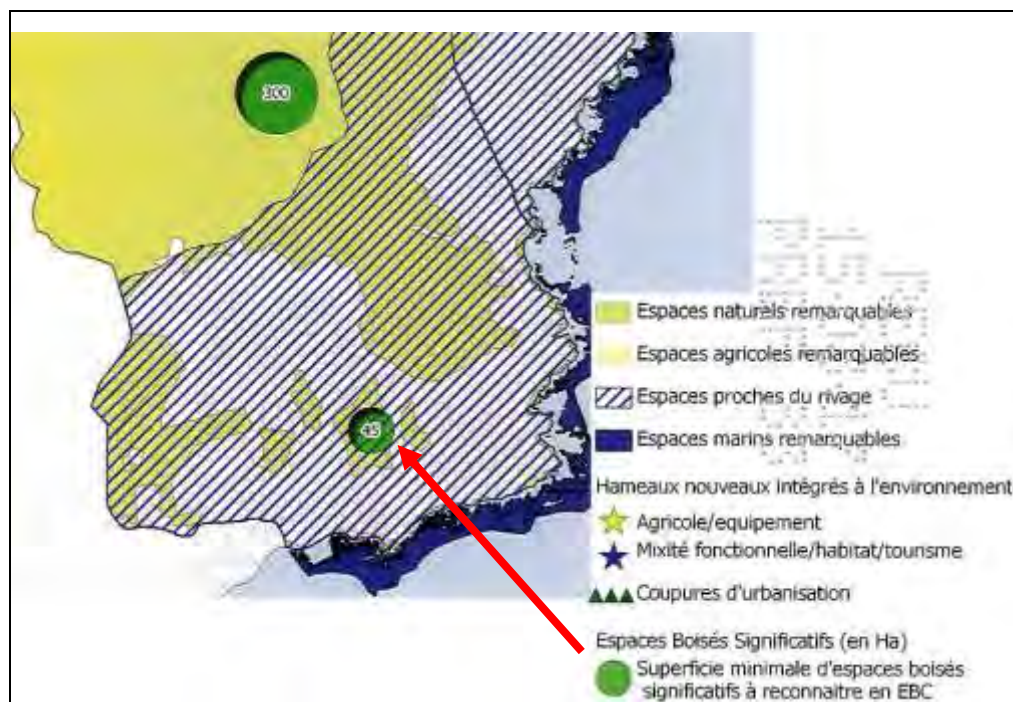 300
45
Espaces naturels remarquables
Espaces agricoles remarquables
Espaces proches du rivage
Espaces marins remarquables
Hameaux nouveaux intégrés à l'environnement
Agricole/equipement
Mixité fonctionnelle/habitat/tourisme
Coupures d'urbanisation
Espaces Boisés Significatifs (en Ha)
Superficie minimale d'espaces boisés
significatifs à reconnaitre en EBC